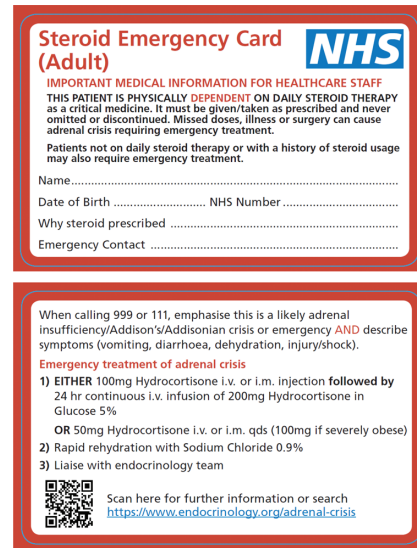 Steroid Emergency Card
(Adult)
NHS
IMPORTANT MEDICAL INFORMATION FOR HEALTHCARE STAFF
THIS PATIENT IS PHYSICALLY DEPENDENT ON DAILY STEROID THERAPY
as a critical medicine. It must be given/taken as prescribed and never
omitted or discontinued. Missed doses, illness or surgery can cause
adrenal crisis requiring emergency treatment.
Patients not on daily steroid therapy or with a history of steroid usage
may also require emergency treatment.
Name..................................................................................
Date of Birth ............................ NHS Number...................................
Why steroid prescribed .........................................................
Emergency Contact ..............................................................
When calling 999 or 111, emphasise this is a likely adrenal
insufficiency/Addison's/Addisonian crisis or emergency AND describe
symptoms (vomiting, diarrhoea, dehydration, injury/shock).
Emergency treatment of adrenal crisis
1) EITHER 100mg Hydrocortisone i.v. or i.m. injection followed by
24 hr continuous i.v. infusion of 200mg Hydrocortisone in
Glucose 5%
OR 50mg Hydrocortisone i.v. or i.m. qds (100mg if severely obese)
2) Rapid rehydration with Sodium Chloride 0.9%
3) Liaise with endocrinology team
Scan here for further information or search
https://www.endocrinology.org/adrenal-crisis